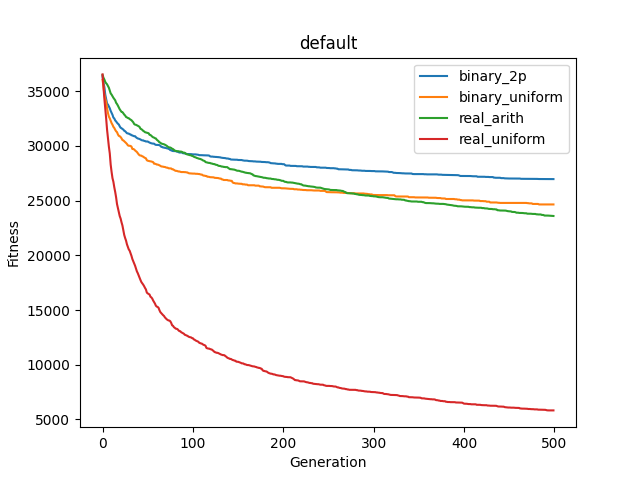 default
binary_2p
binary_uniform
real_arith
real_uniform
35000
30000
25000
20000
15000
10000
5000
Fitness
0 100 200 300 400 500
Generation